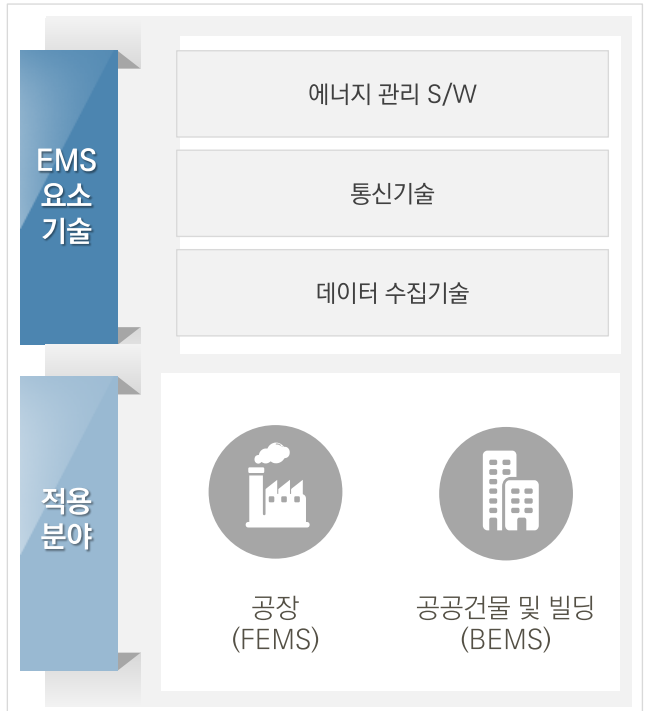 EMS
요소
기술
에너지 관리 S/W
통신기술
데이터 수집기술
적용
분야
공장
(FEMS)
공공건물 및 빌딩
(BEMS)